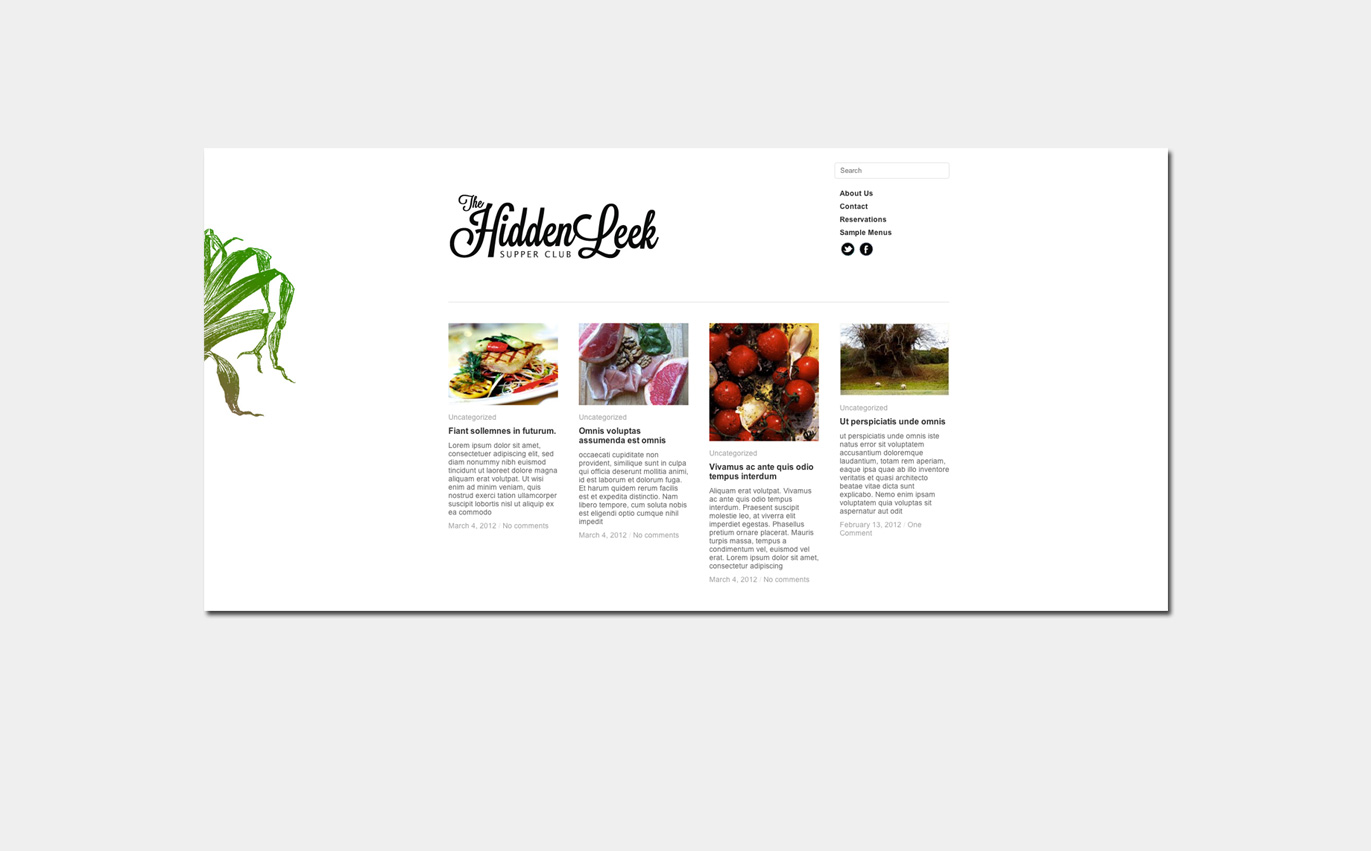 Search
About Us
Contact
Reservations
Sample Menus
The
Hidden Leek
SUPPER CLUB
Uncategorized
Fiant sollemnes in futurum.
Lorem ipsum dolor sit amet,
consectetuer adipiscing elit, sed
diam nonummy nibh euismod
tincidunt ut laoreet dolore magna
aliquam erat volutpat. Ut wisi
enim ad minim veniam, quis
nostrud exerci tation ullamcorper
suscipit lobortis nisl ut aliquip ex
ea commodo
March 4, 2012 / No comments
Uncategorized
Omnis voluptas
assumenda est omnis
occaecati cupiditate non
provident, similique sunt in culpa
qui officia deserunt mollitia animi,
id est laborum et dolorum fuga.
Et harum quidem rerum facilis
est et expedita distinctio. Nam
libero tempore, cum soluta nobis
est eligendi optio cumque nihil
impedit
March 4, 2012 / No comments
Uncategorized
Vivamus ac ante quis odio
tempus interdum
Aliquam erat volutpat. Vivamus
ac ante quis odio tempus
interdum. Praesent suscipit
molestie leo, at viverra elit
imperdiet egestas. Phasellus
pretium ornare placerat. Mauris
turpis massa, tempus a
condimentum vel, euismod vel
erat. Lorem ipsum dolor sit amet,
consectetur adipiscing
March 4, 2012 / No comments
Uncategorized
Ut perspiciatis unde omnis
ut perspiciatis unde omnis iste
natus error sit voluptatem
accusantium doloremque
laudantium, totam rem aperiam,
eaque ipsa quae ab illo inventore
veritatis et quasi architecto
beatae vitae dicta sunt
explicabo. Nemo enim ipsam
voluptatem quia voluptas sit
aspernatur aut odit
February 13, 2012 / One
Comment